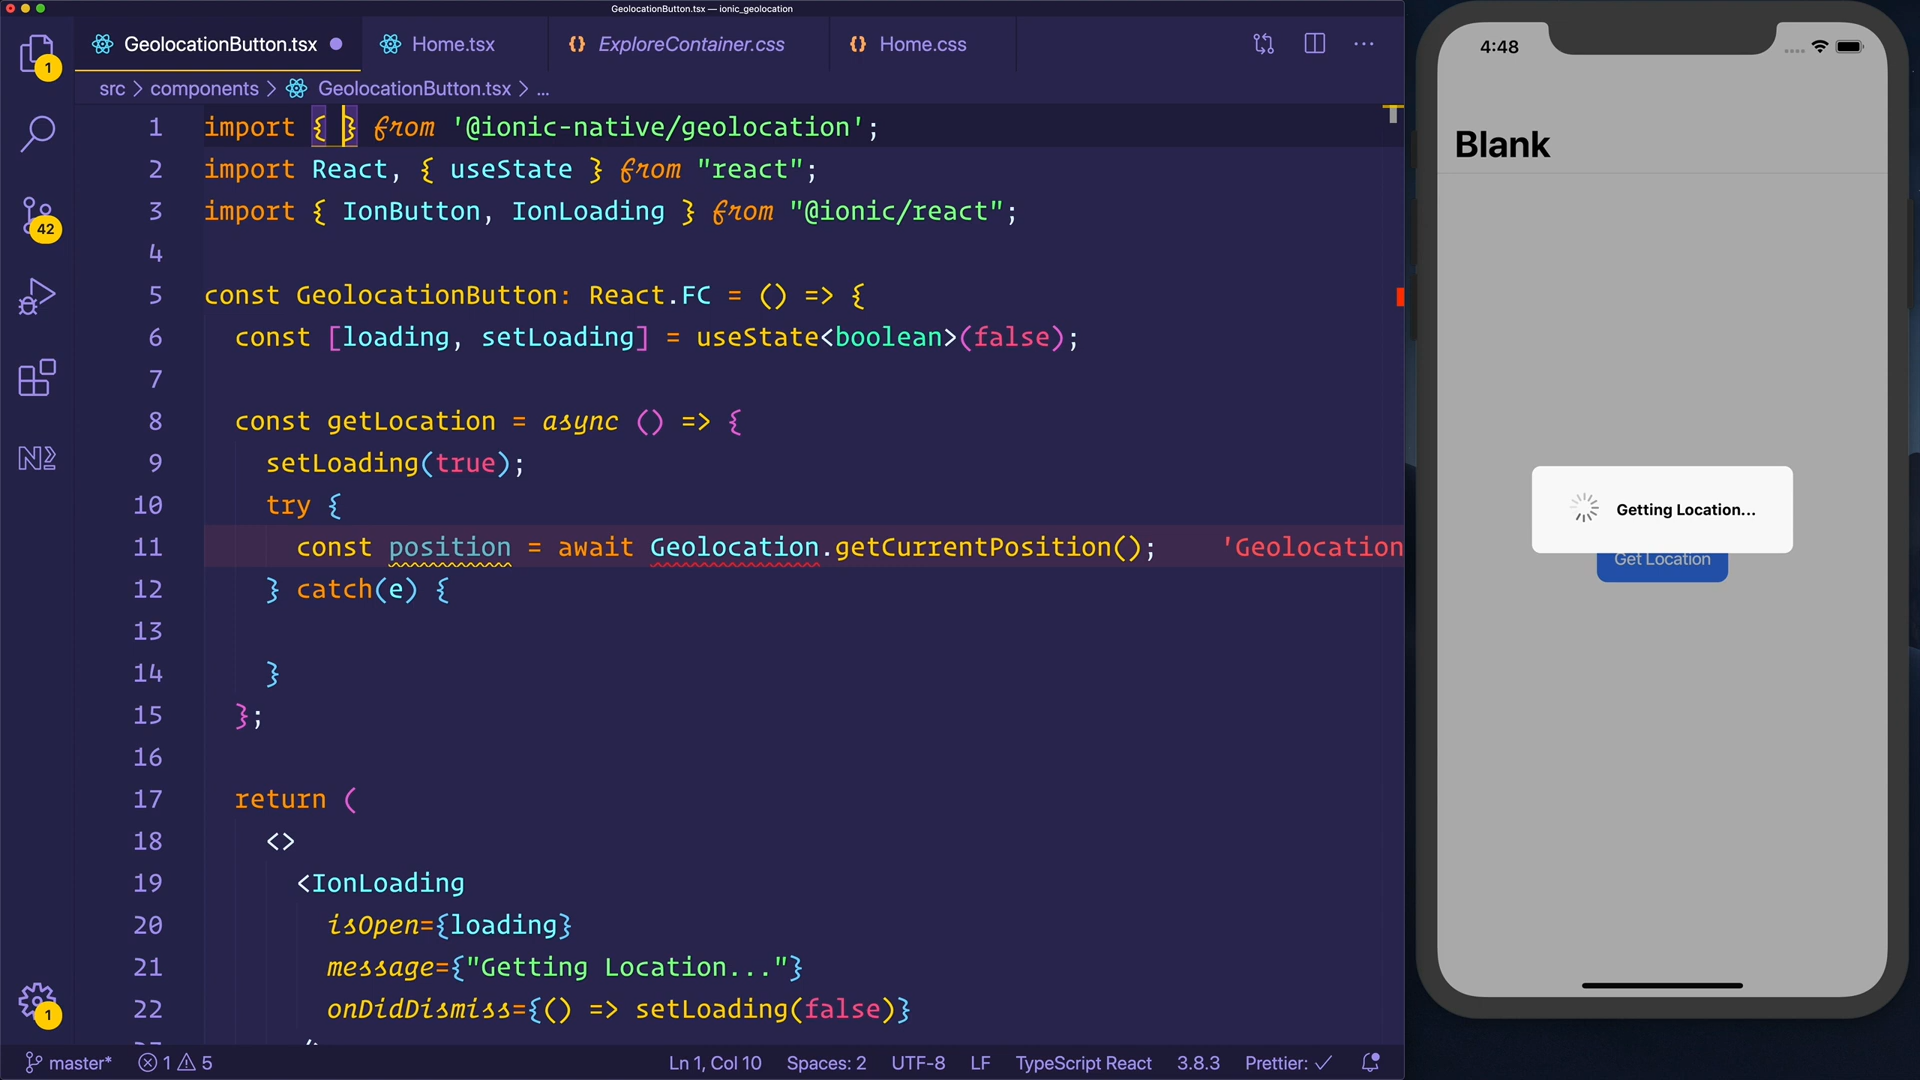 GeolocationButton.tsx — ionic_geolocation
GeolocationButton.tsx
Home.tsx
{} ExploreContainer.css
{} Home.css
src > components > GeolocationButton.tsx > ...
1 import { } from '@ionic-native/geolocation';
2 import React, { useState } from "react";
3 import { IonButton, IonLoading } from "@ionic/react";
4
5 const GeolocationButton: React.FC = () => {
6 const [loading, setLoading] = useState<boolean>(false);
7
8 const getLocation = async () => {
9 setLoading(true);
10 try {
11 const position = await Geolocation.getCurrentPosition(); 'Geolocation
12 } catch(e) {
13
14 }
15 };
16
17 return (
18 <>
19 <IonLoading
20 isOpen={loading}
21 message={"Getting Location..."}
22 onDidDismiss={() => setLoading(false)}
1
42
1
master* 1 5
Ln 1, Col 10
Spaces: 2
UTF-8
LF
TypeScript React
3.8.3
Prettier: ✓
4:48
Blank
Getting Location...
Get Location